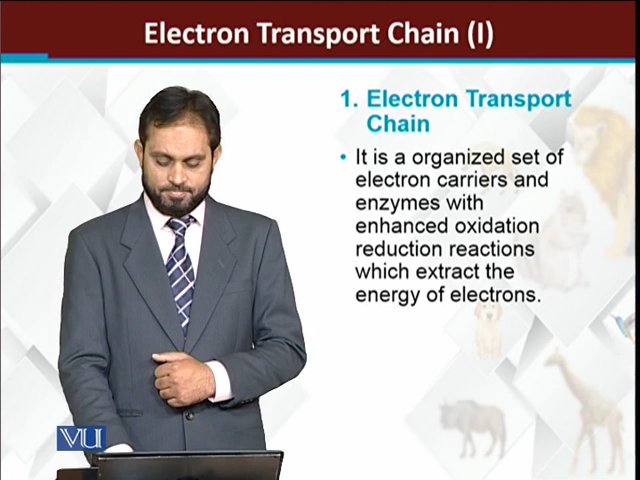 Electron Transport Chain (I)
1. Electron Transport
Chain
• It is a organized set of
electron carriers and
enzymes with
enhanced oxidation
reduction reactions
which extract the
energy of electrons.
VU